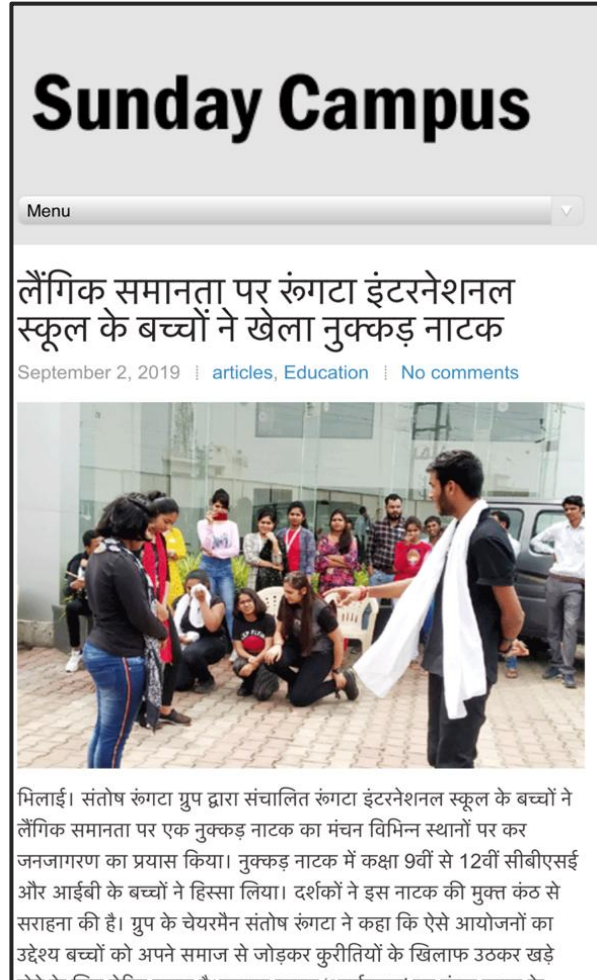 Sunday Campus
Menu
लैंगिक समानता पर रूंगटा इंटरनेशनल
स्कूल के बच्चों ने खेला नुक्कड़ नाटक
September 2, 2019 ⁞ articles, Education ⁞ No comments
भिलाई। संतोष रूंगटा ग्रुप द्वारा संचालित रूंगटा इंटरनेशनल स्कूल के बच्चों ने
लैंगिक समानता पर एक नुक्कड़ नाटक का मंचन विभिन्न स्थानों पर कर
जनजागरण का प्रयास किया। नुक्कड़ नाटक में कक्षा 9वीं से 12वीं सीबीएसई
और आईबी के बच्चों ने हिस्सा लिया। दर्शकों ने इस नाटक की मुक्त कंठ से
सराहना की है। ग्रुप के चेयरमैन संतोष रूंगटा ने कहा कि ऐसे आयोजनों का
उद्देश्य बच्चों को अपने समाज से जोड़कर कुरीतियों के खिलाफ उठकर खड़े